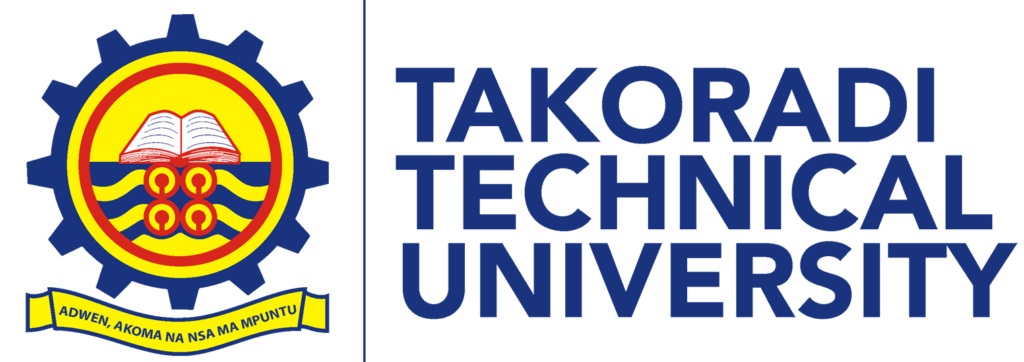 ADWEN, AKOMA NA NSA MA MPUNTU
TAKORADI
TECHNICAL
UNIVERSITY